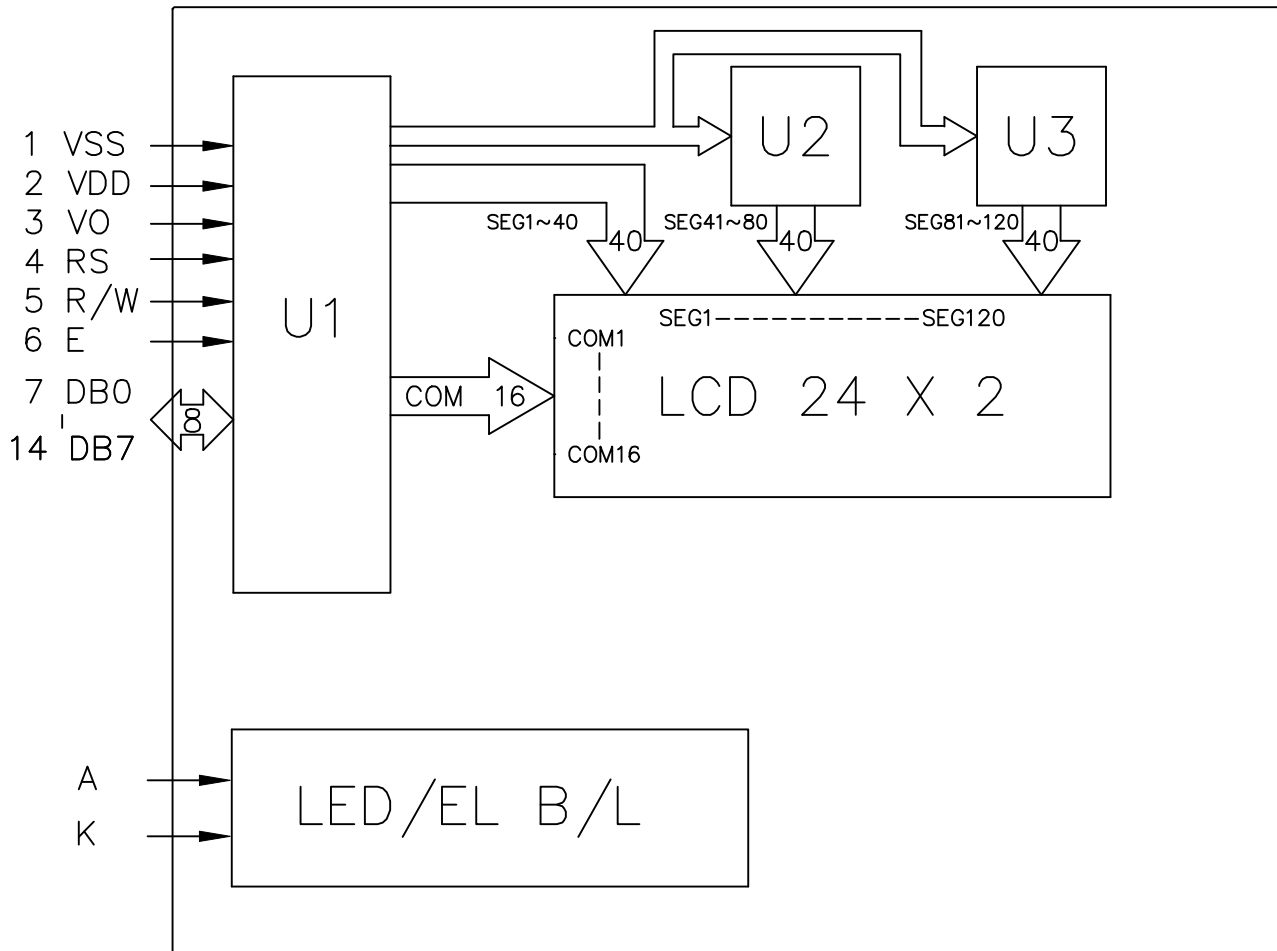 1 VSS
2 VDD
3 VO
4 RS
5 R/W
6 E
7 DB0
14 DB7
8
U1
U2
U3
SEG1~40
40
SEG41~80
40
SEG81~120
40
SEG1 SEG120
COM1
COM 16
LCD 24 X 2
COM16
A
K
LED/EL B/L